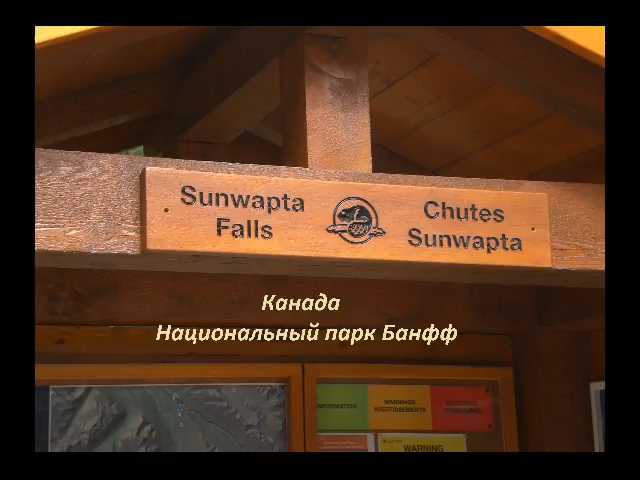 Sunwapta
Falls
Chutes
Sunwapta
Канада
Национальный парк Банфф
INFORMATION
WARNINGS
AVERTISSEMENTS
WARNING